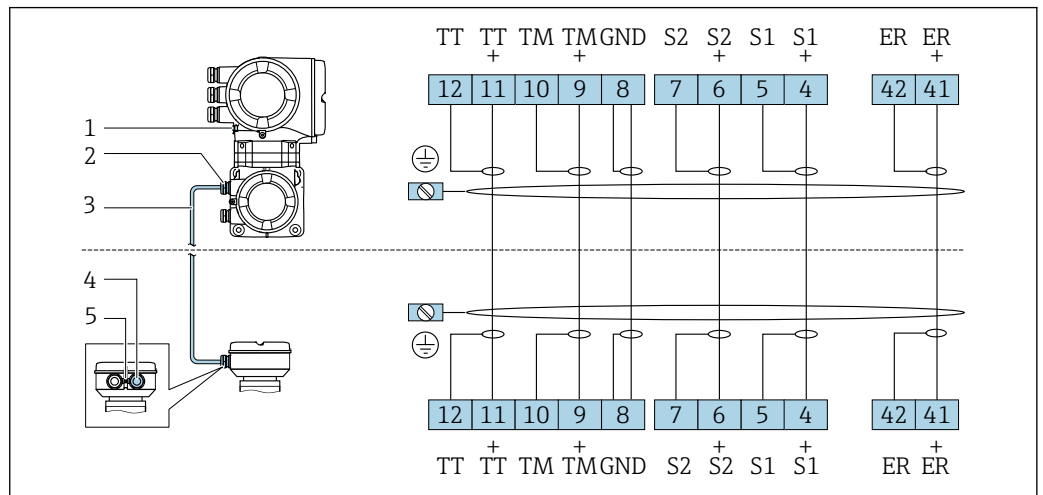 TT TT TM TM GND S2 S2 S1 S1 ER ER
+ + + + +
12 11 10 9 8 7 6 5 4 42 41
1
2
3
4
5
12 11 10 9 8 7 6 5 4 42 41
+ + + + +
TT TT TM TM GND S2 S2 S1 S1 ER ER